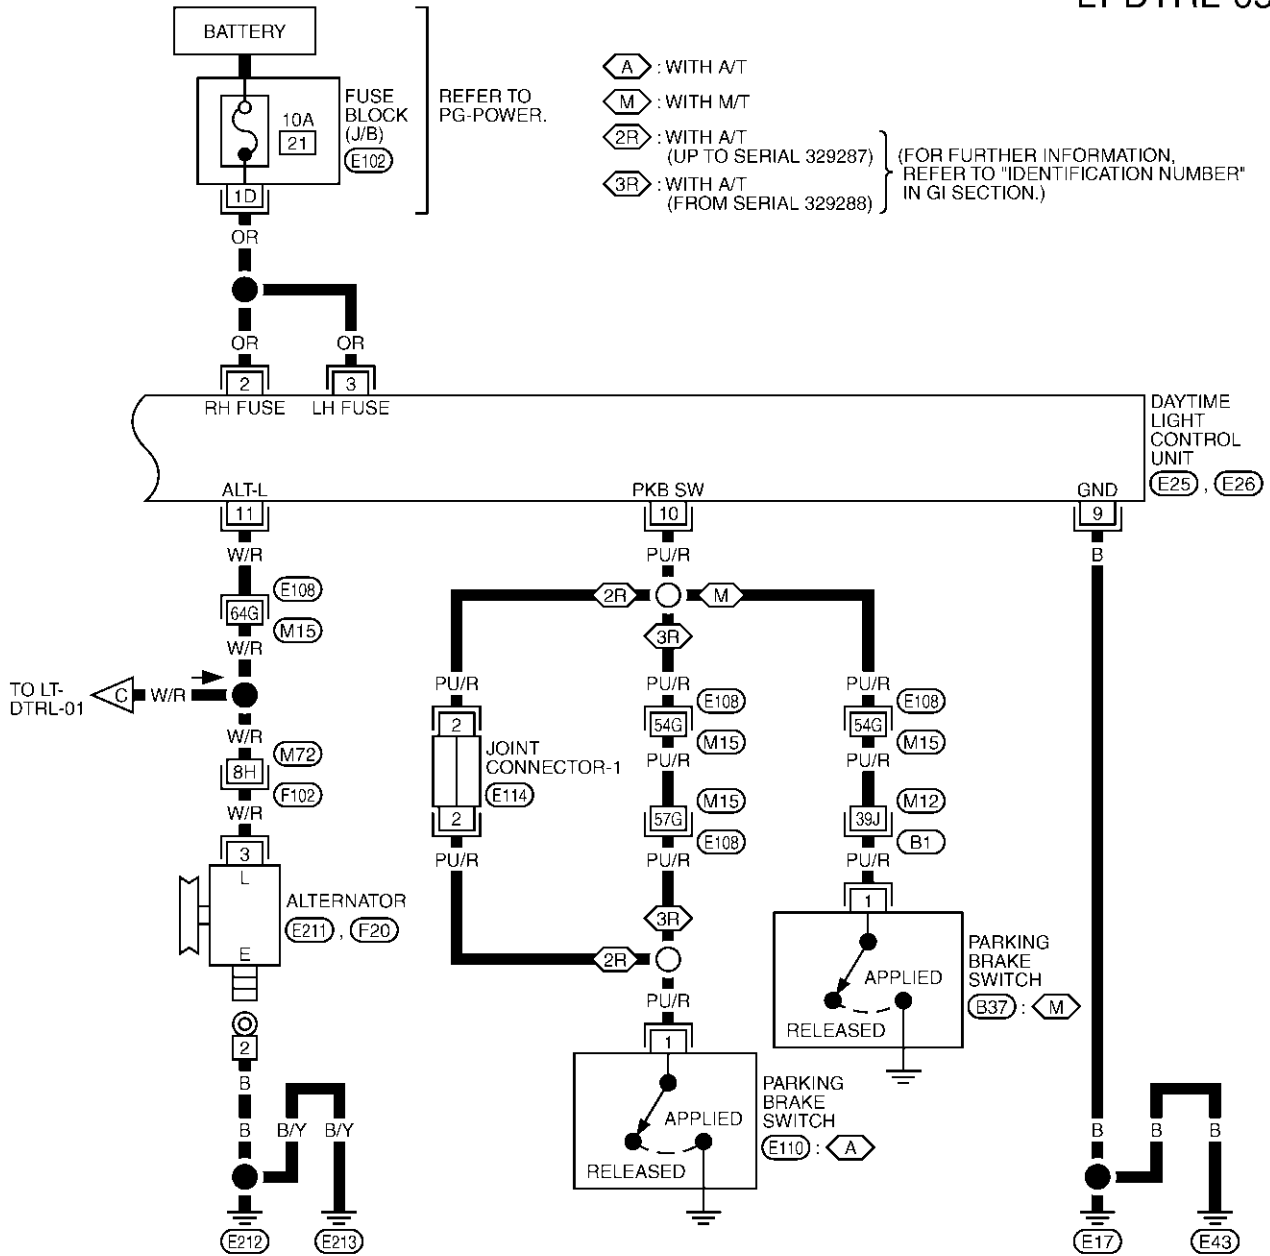 BATTERY
10A
21
FUSE
BLOCK
(J/B)
E102
REFER TO
PG-POWER.
A : WITH A/T
M : WITH M/T
2R : WITH A/T
(UP TO SERIAL 329287)
3R : WITH A/T
(FROM SERIAL 329288)
(FOR FURTHER INFORMATION,
REFER TO "IDENTIFICATION NUMBER"
IN GI SECTION.)
1D
OR
OR OR
2 3
RH FUSE LH FUSE
DAYTIME
LIGHT
CONTROL
UNIT
E25 , E26
ALT-L PKB SW GND
11 10 9
W/R PU/R B
E108
64G
M15
W/R
2R M
3R
TO LT-
DTRL-01
C W/R
W/R
M72
8H
F102
W/R
3
L
ALTERNATOR
E211 , F20
E
2
B
B B/Y B/Y
E212 E213
PU/R PU/R PU/R
2
JOINT
CONNECTOR-1
E114
2
PU/R
E108
54G
M15
PU/R
M15
57G
E108
PU/R
3R
2R
PU/R
1
APPLIED
RELEASED
PARKING
BRAKE
SWITCH
E110 : A
E108
54G
M15
PU/R
M12
39J
B1
PU/R
1
APPLIED
RELEASED
PARKING
BRAKE
SWITCH
B37 : M
B B B
E17 E43